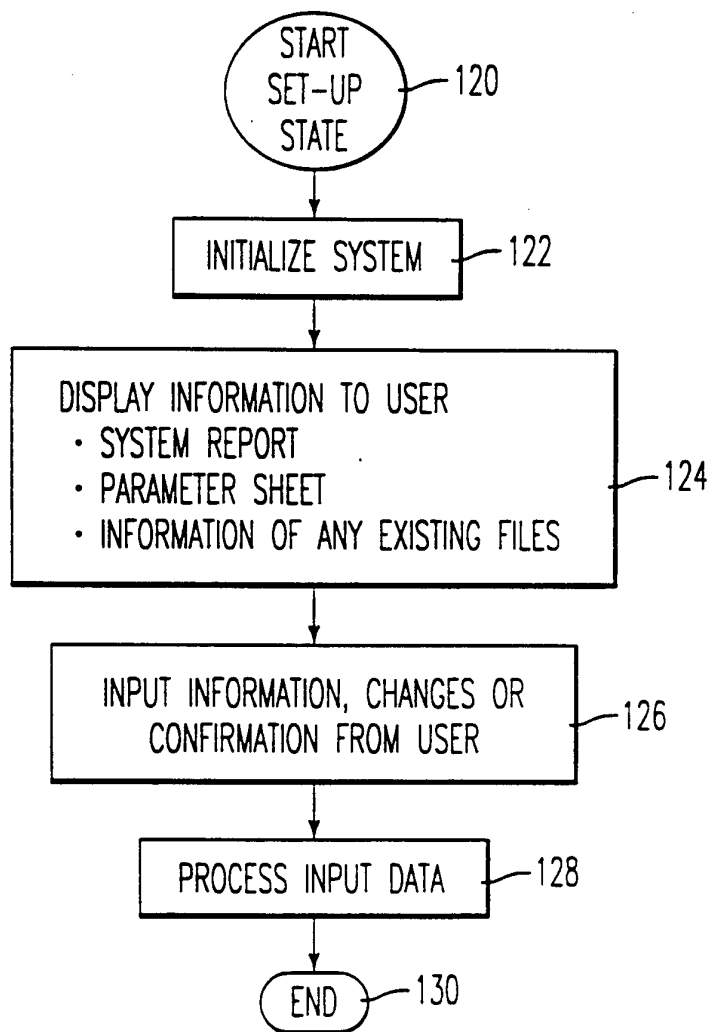 START
SET-UP
STATE
120
INITIALIZE SYSTEM
122
DISPLAY INFORMATION TO USER
· SYSTEM REPORT
· PARAMETER SHEET
· INFORMATION OF ANY EXISTING FILES
124
INPUT INFORMATION, CHANGES OR
CONFIRMATION FROM USER
126
PROCESS INPUT DATA
128
END
130